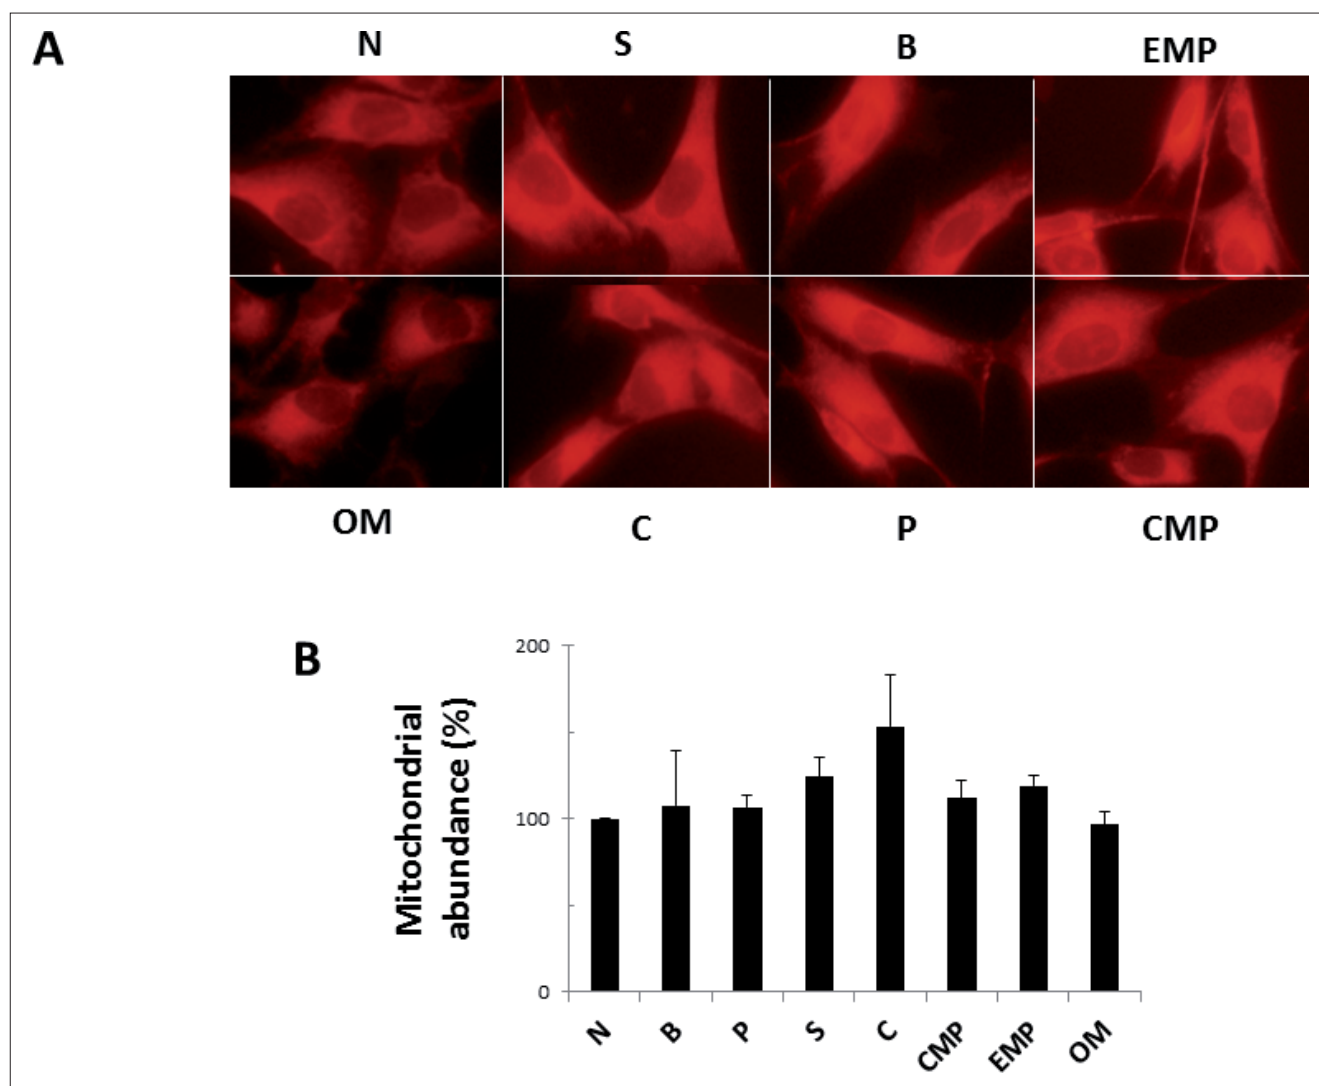 A
N S B EMP
OM C P CMP
B
Mitochondrial
abundance (%)
200
100
0
N B P S C CMP EMP OM